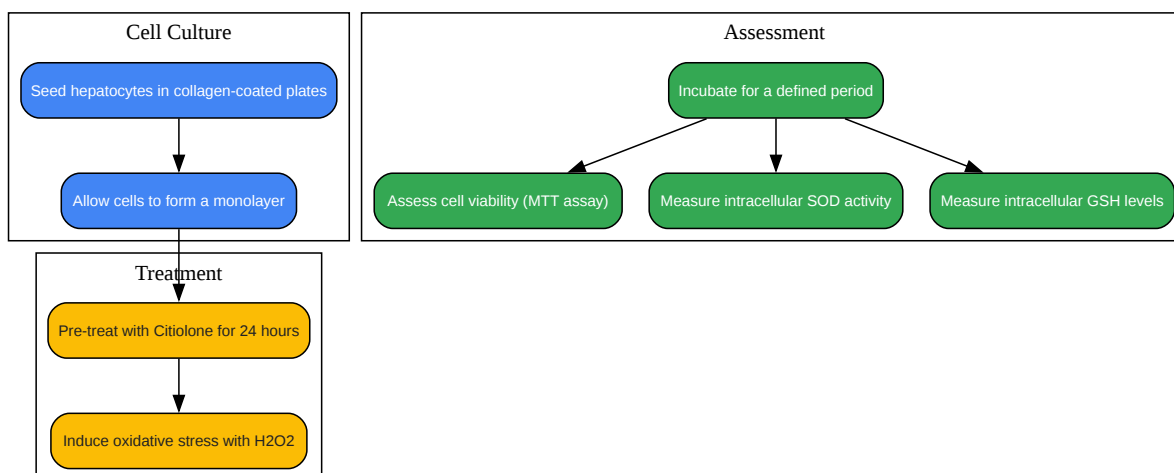 Cell Culture
Seed hepatocytes in collagen-coated plates
Allow cells to form a monolayer
Treatment
Pre-treat with Citiolone for 24 hours
Induce oxidative stress with H2O2
Assessment
Incubate for a defined period
Assess cell viability (MTT assay)
Measure intracellular SOD activity
Measure intracellular GSH levels